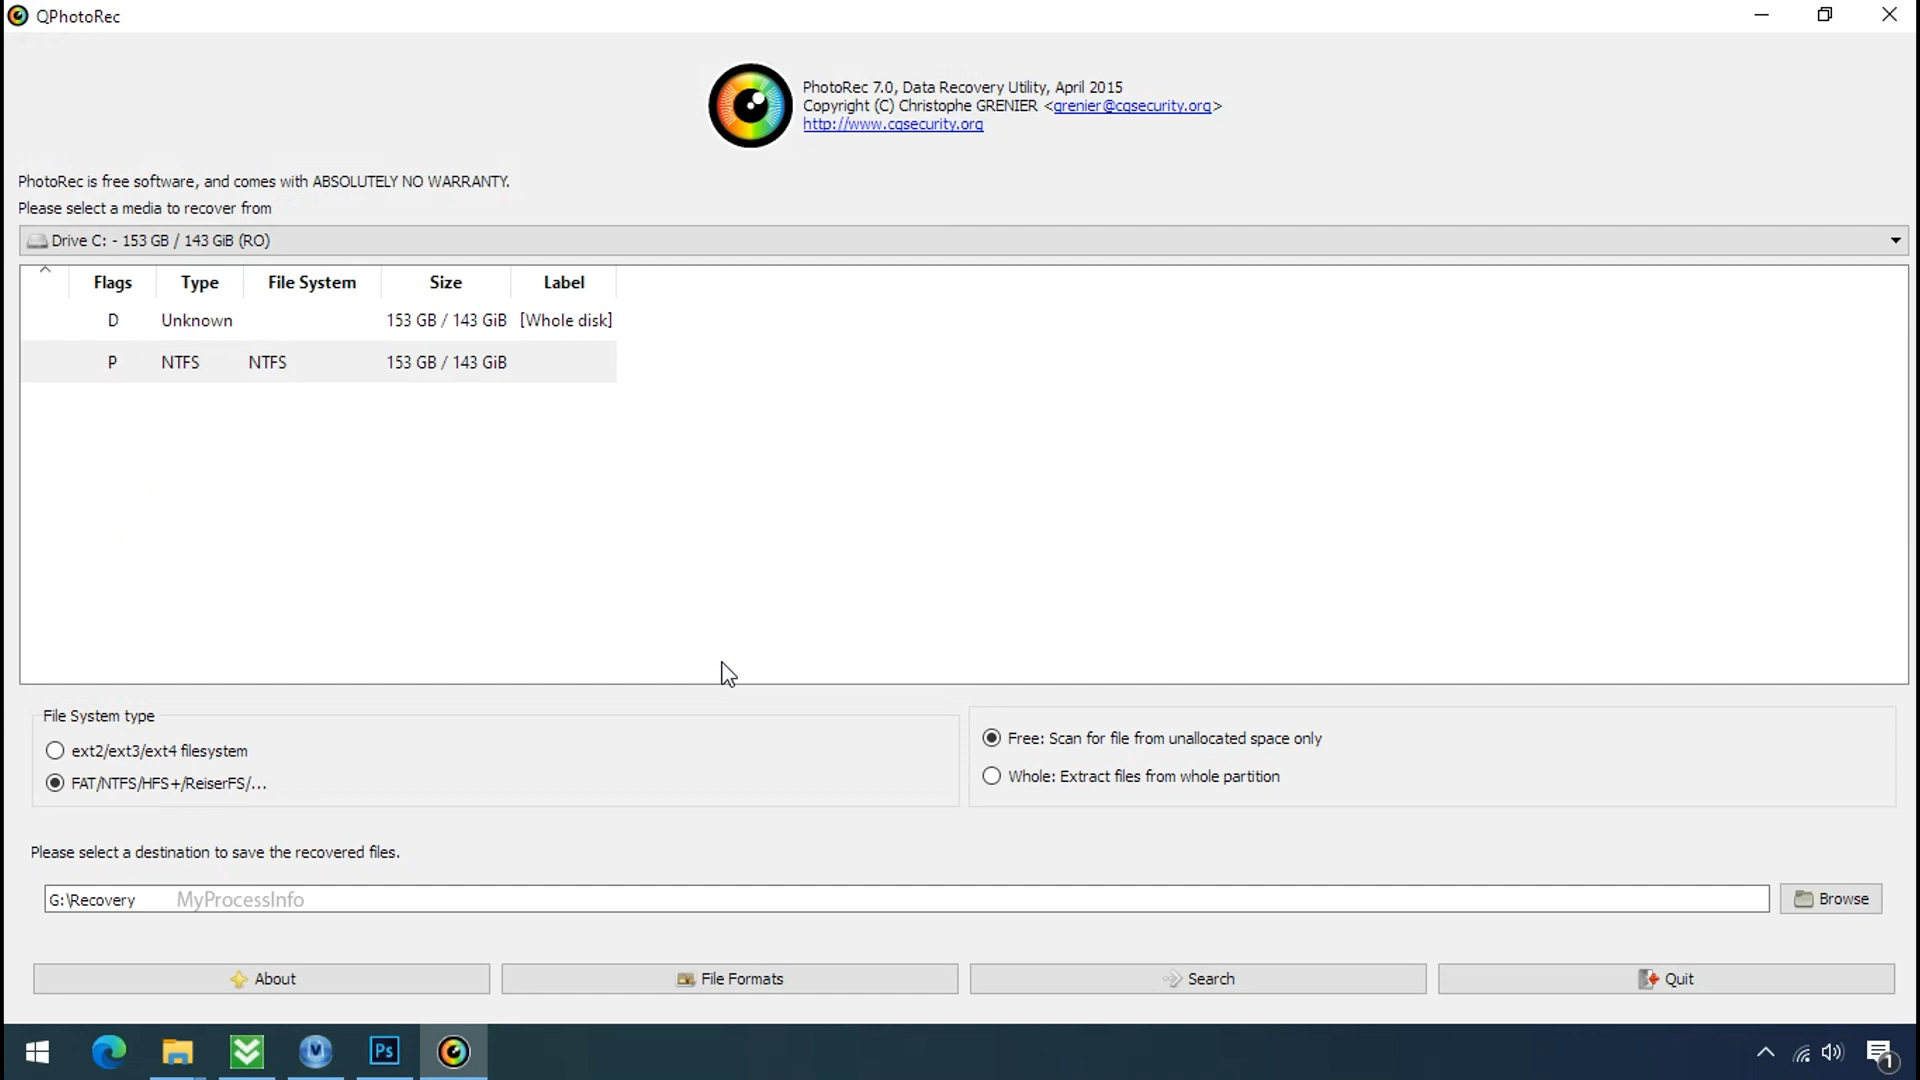 QPhotoRec
PhotoRec 7.0, Data Recovery Utility, April 2015
Copyright (C) Christophe GRENIER <grenier@cgsecurity.org>
http://www.cgsecurity.org
PhotoRec is free software, and comes with ABSOLUTELY NO WARRANTY.
Please select a media to recover from
Drive C: - 153 GB / 143 GiB (RO)
Flags Type File System Size Label
D Unknown 153 GB / 143 GiB [Whole disk]
P NTFS NTFS 153 GB / 143 GiB
File System type
ext2/ext3/ext4 filesystem
FAT/NTFS/HFS+/ReiserFS/...
Free: Scan for file from unallocated space only
Whole: Extract files from whole partition
Please select a destination to save the recovered files.
G:\Recovery MyProcessInfo
Browse
About File Formats Search Quit
Ps
1